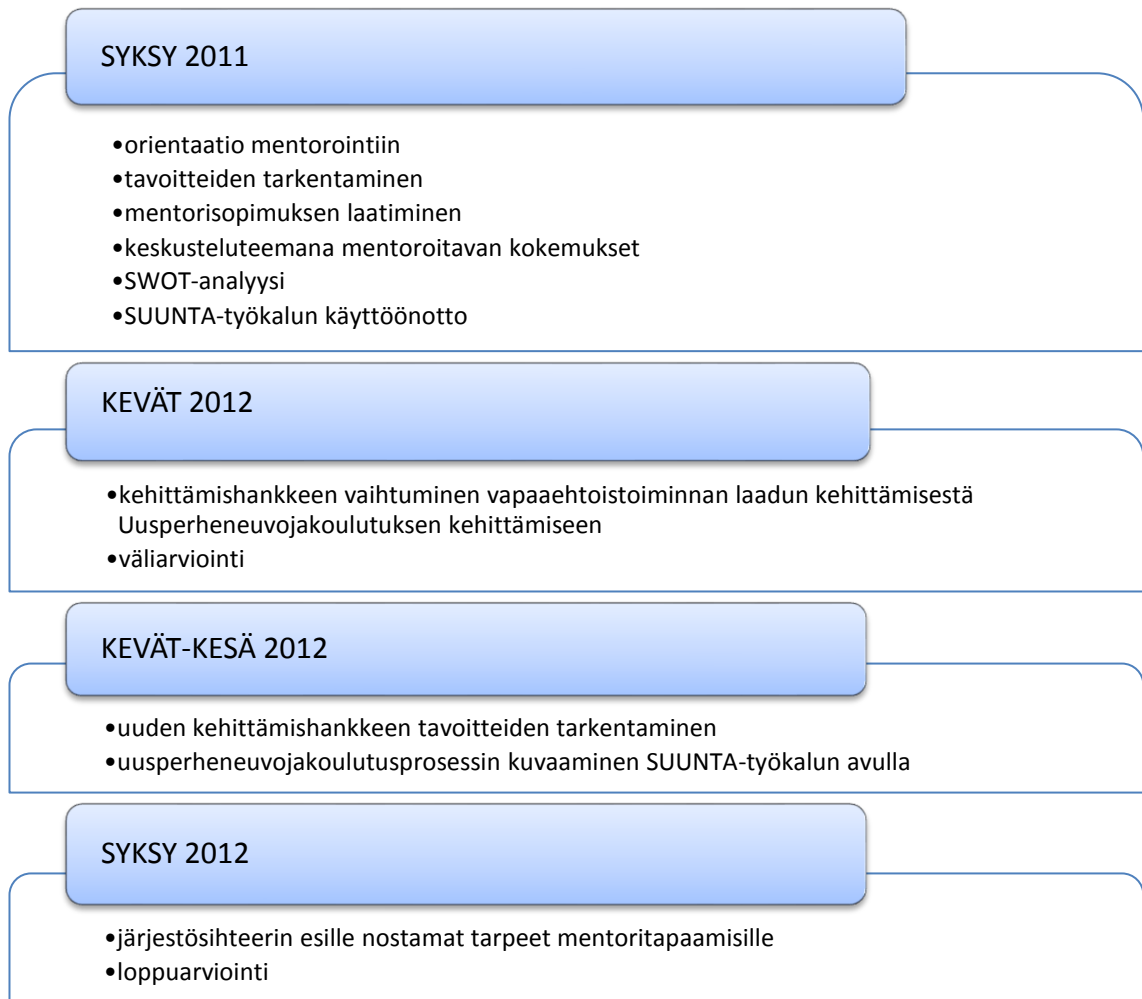 SYKSY 2011
•orientaatio mentorointiin
•tavoitteiden tarkentaminen
•mentorisopimuksen laatiminen
•keskusteluteemana mentoroitavan kokemukset
•SWOT-analyysi
•SUUNTA-työkalun käyttöönotto
KEVÄT 2012
•kehittämishankkeen vaihtuminen vapaaehtoistoiminnan laadun kehittämisestä
Uusperheneuvojakoulutuksen kehittämiseen
•väliarviointi
KEVÄT-KESÄ 2012
•uuden kehittämishankkeen tavoitteiden tarkentaminen
•uusperheneuvojakoulutusprosessin kuvaaminen SUUNTA-työkalun avulla
SYKSY 2012
•järjestösihteerin esille nostamat tarpeet mentoritapaamisille
•loppuarviointi